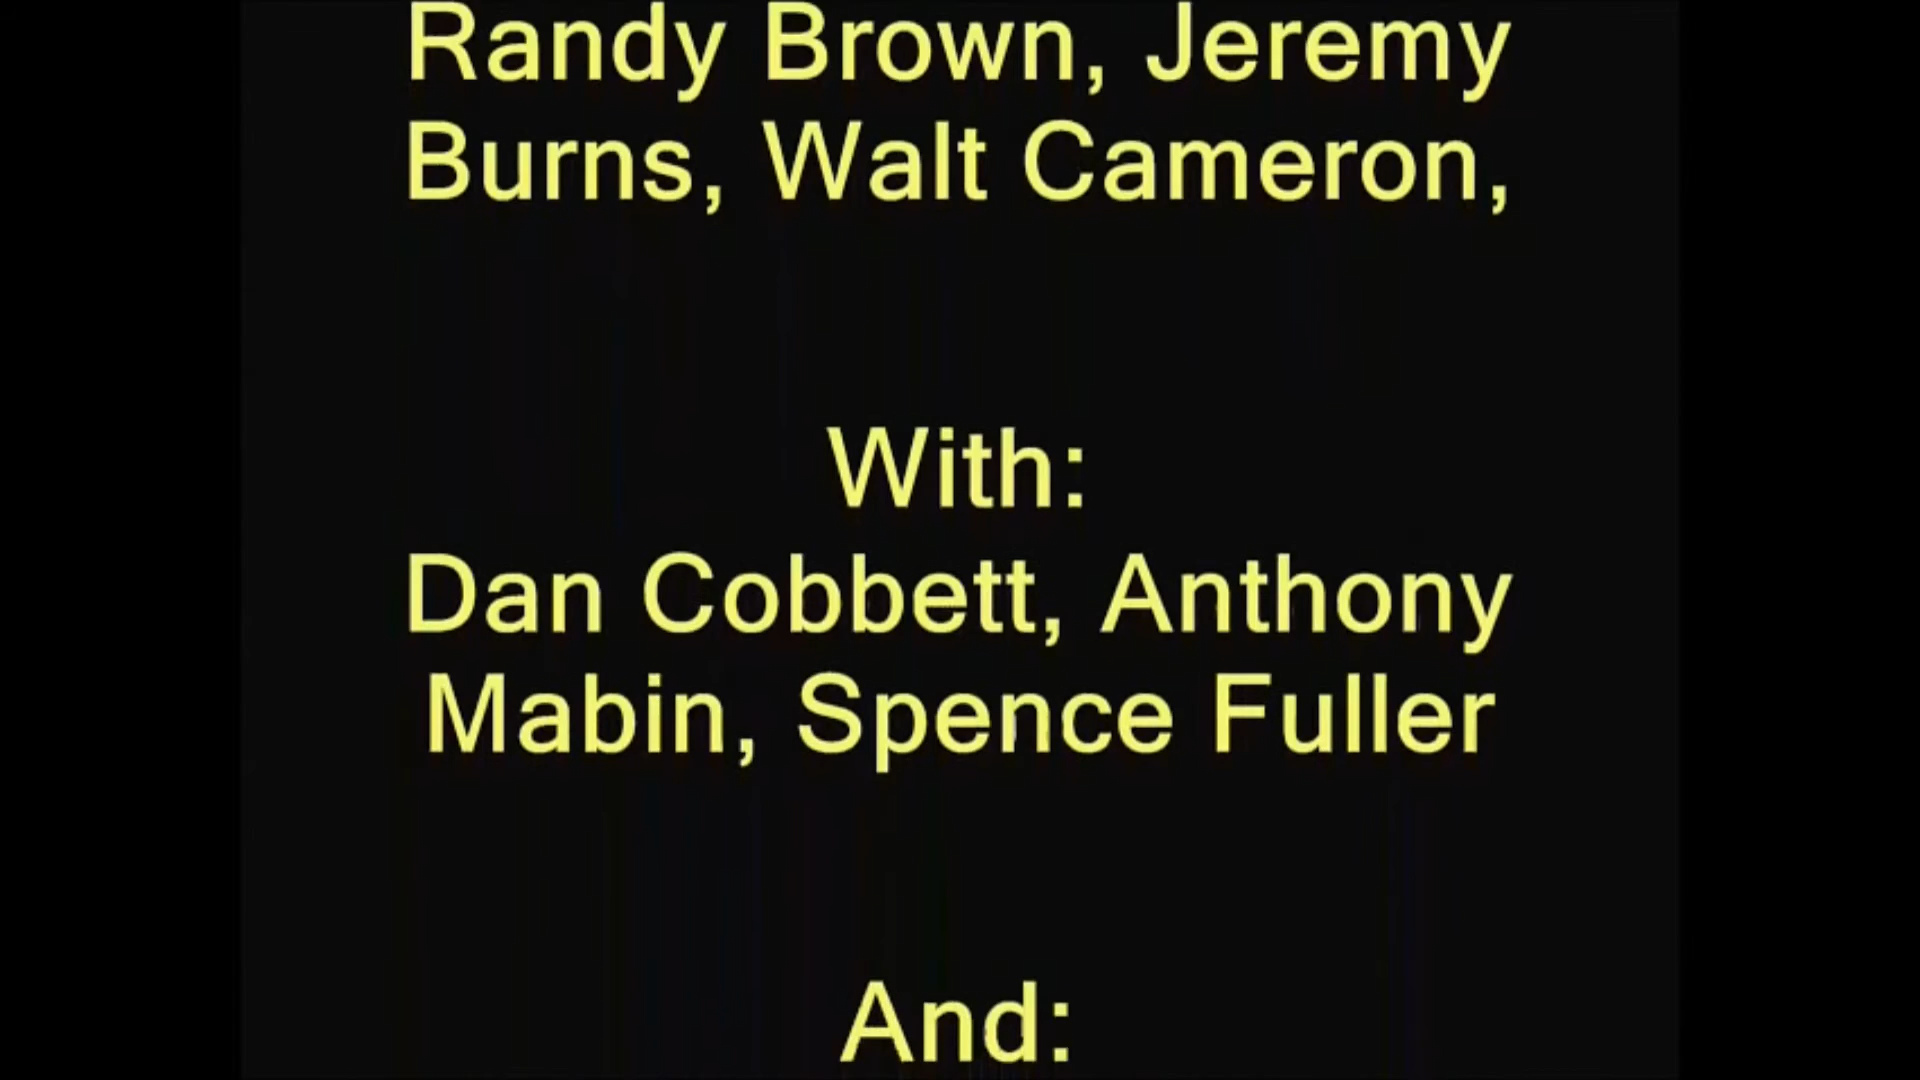 Randy Brown, Jeremy
Burns, Walt Cameron,
With:
Dan Cobbett, Anthony
Mabin, Spence Fuller
And: